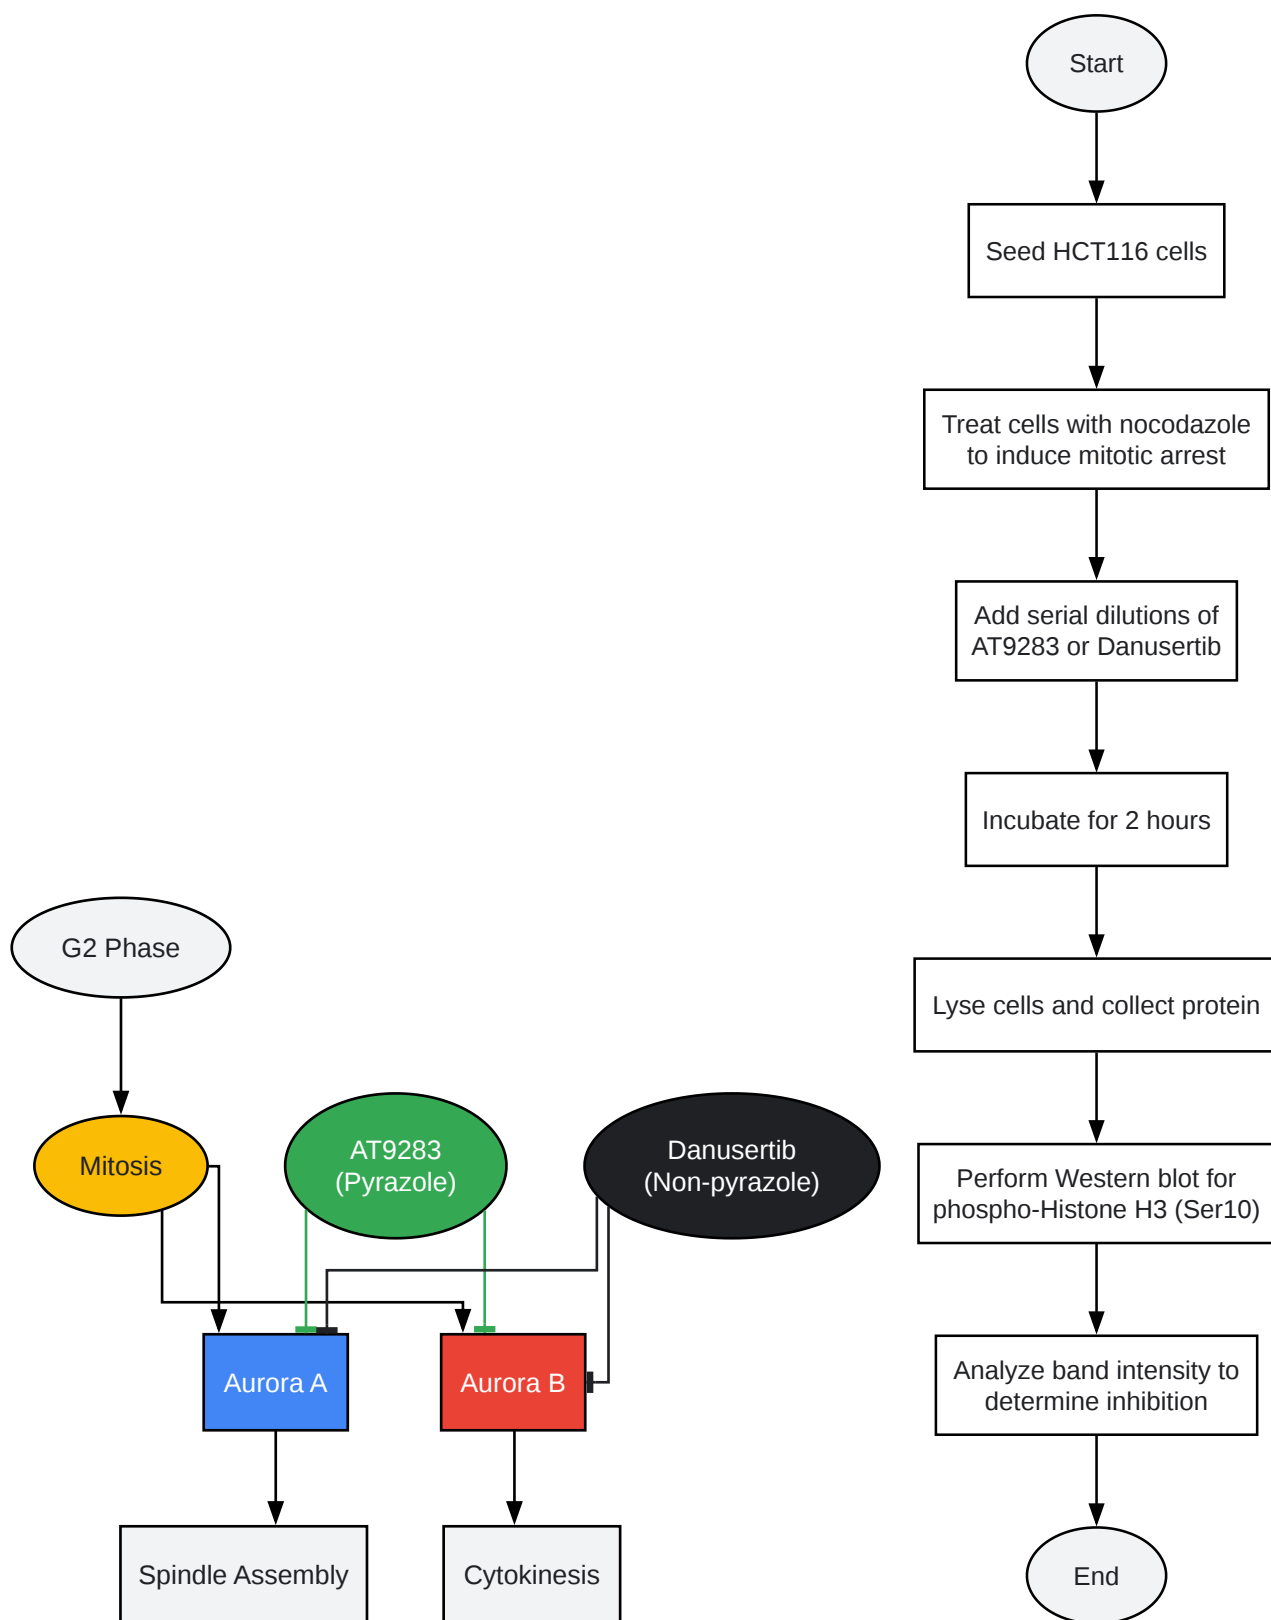 Start
Seed HCT116 cells
Treat cells with nocodazole
to induce mitotic arrest
Add serial dilutions of
AT9283 or Danusertib
Incubate for 2 hours
Lyse cells and collect protein
Perform Western blot for
phospho-Histone H3 (Ser10)
Analyze band intensity to
determine inhibition
End
G2 Phase
Mitosis
AT9283
(Pyrazole)
Danusertib
(Non-pyrazole)
Aurora A
Aurora B
Spindle Assembly
Cytokinesis